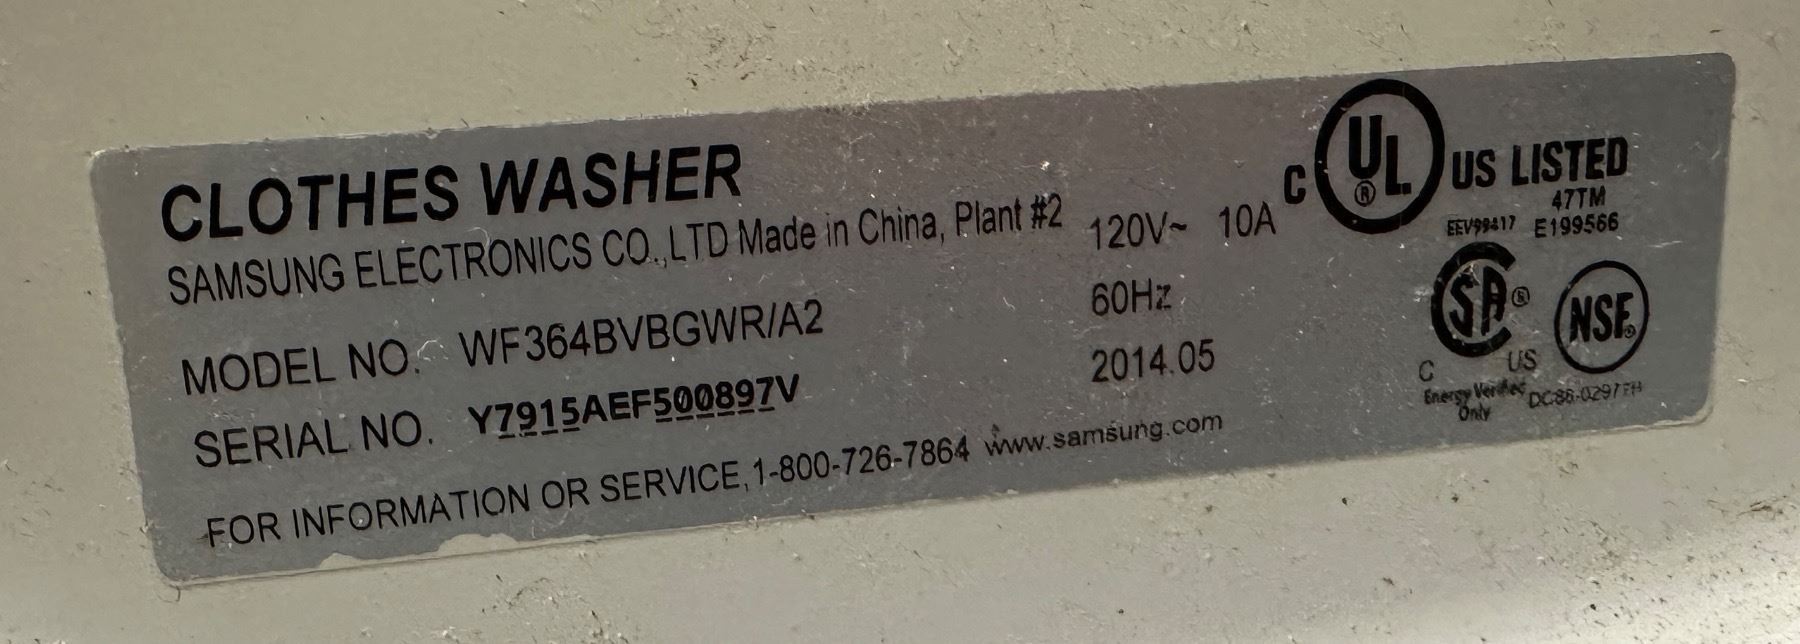 CLOTHES WASHER
SAMSUNG ELECTRONICS CO.,LTD Made in China, Plant #2
MODEL NO. WF364BVBGWR/A2
SERIAL NO. Y7915AEF500897V
FOR INFORMATION OR SERVICE,1-800-726-7864 www.samsung.com
120V~ 10A
60Hz
2014.05
C UL® US LISTED
47TM
E199566
SA®
C US
Energy Verified
Only
NSF®